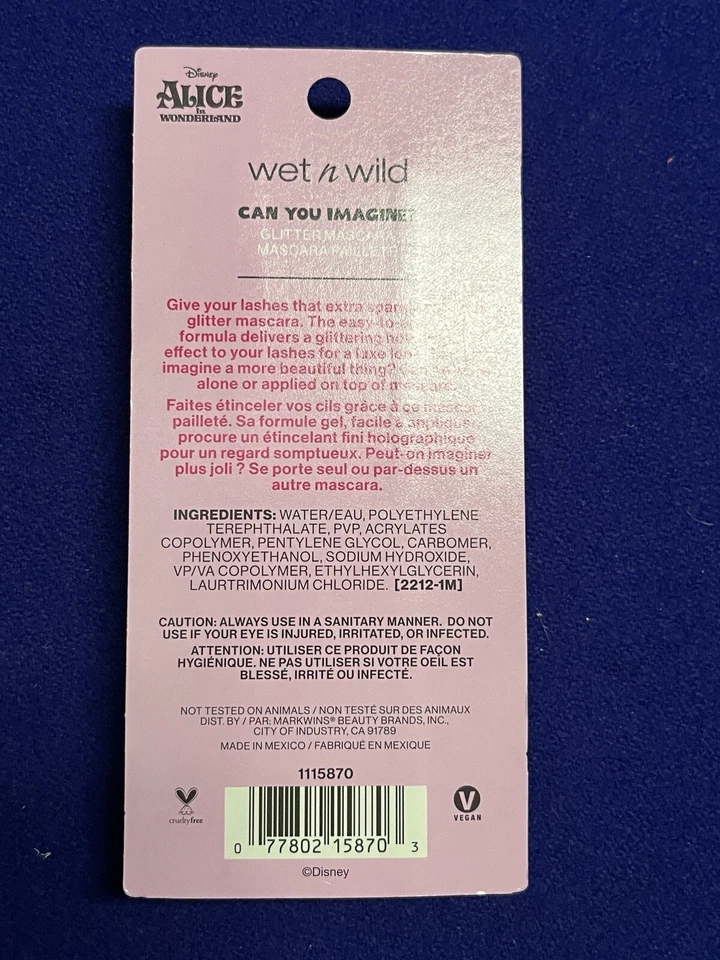 Disney
ALICE
in
WONDERLAND
wet n wild
CAN YOU IMAGINE?
GLITTER MASCARA
MASCARA PAILLETÉ
Give your lashes that extra
glitter mascara. The
formula delivers a glittering
effect to your lashes for a luxe
imagine a more beautiful thing?
alone or applied on top of
Faites étinceler vos cils grâce à ce
pailleté. Sa formule gel, facile à appliquer,
procure un étincelant fini holographique
pour un regard somptueux. Peut-on imaginer
plus joli ? Se porte seul ou par-dessus un
autre mascara.
INGREDIENTS: WATER/EAU, POLYETHYLENE
TEREPHTHALATE, PVP, ACRYLATES
COPOLYMER, PENTYLENE GLYCOL, CARBOMER,
PHENOXYETHANOL, SODIUM HYDROXIDE,
VP/VA COPOLYMER, ETHYLHEXYLGLYCERIN,
LAURTRIMONIUM CHLORIDE. [2212-1M]
CAUTION: ALWAYS USE IN A SANITARY MANNER. DO NOT
USE IF YOUR EYE IS INJURED, IRRITATED, OR INFECTED.
ATTENTION: UTILISER CE PRODUIT DE FAÇON
HYGIÉNIQUE. NE PAS UTILISER SI VOTRE OEIL EST
BLESSÉ, IRRITÉ OU INFECTÉ.
NOT TESTED ON ANIMALS / NON TESTÉ SUR DES ANIMAUX
DIST. BY / PAR: MARKWINS® BEAUTY BRANDS, INC.,
CITY OF INDUSTRY, CA 91789
MADE IN MEXICO / FABRIQUÉ EN MEXIQUE
1115870
crueltyfree
V
VEGAN
0 77802 15870 3
©Disney